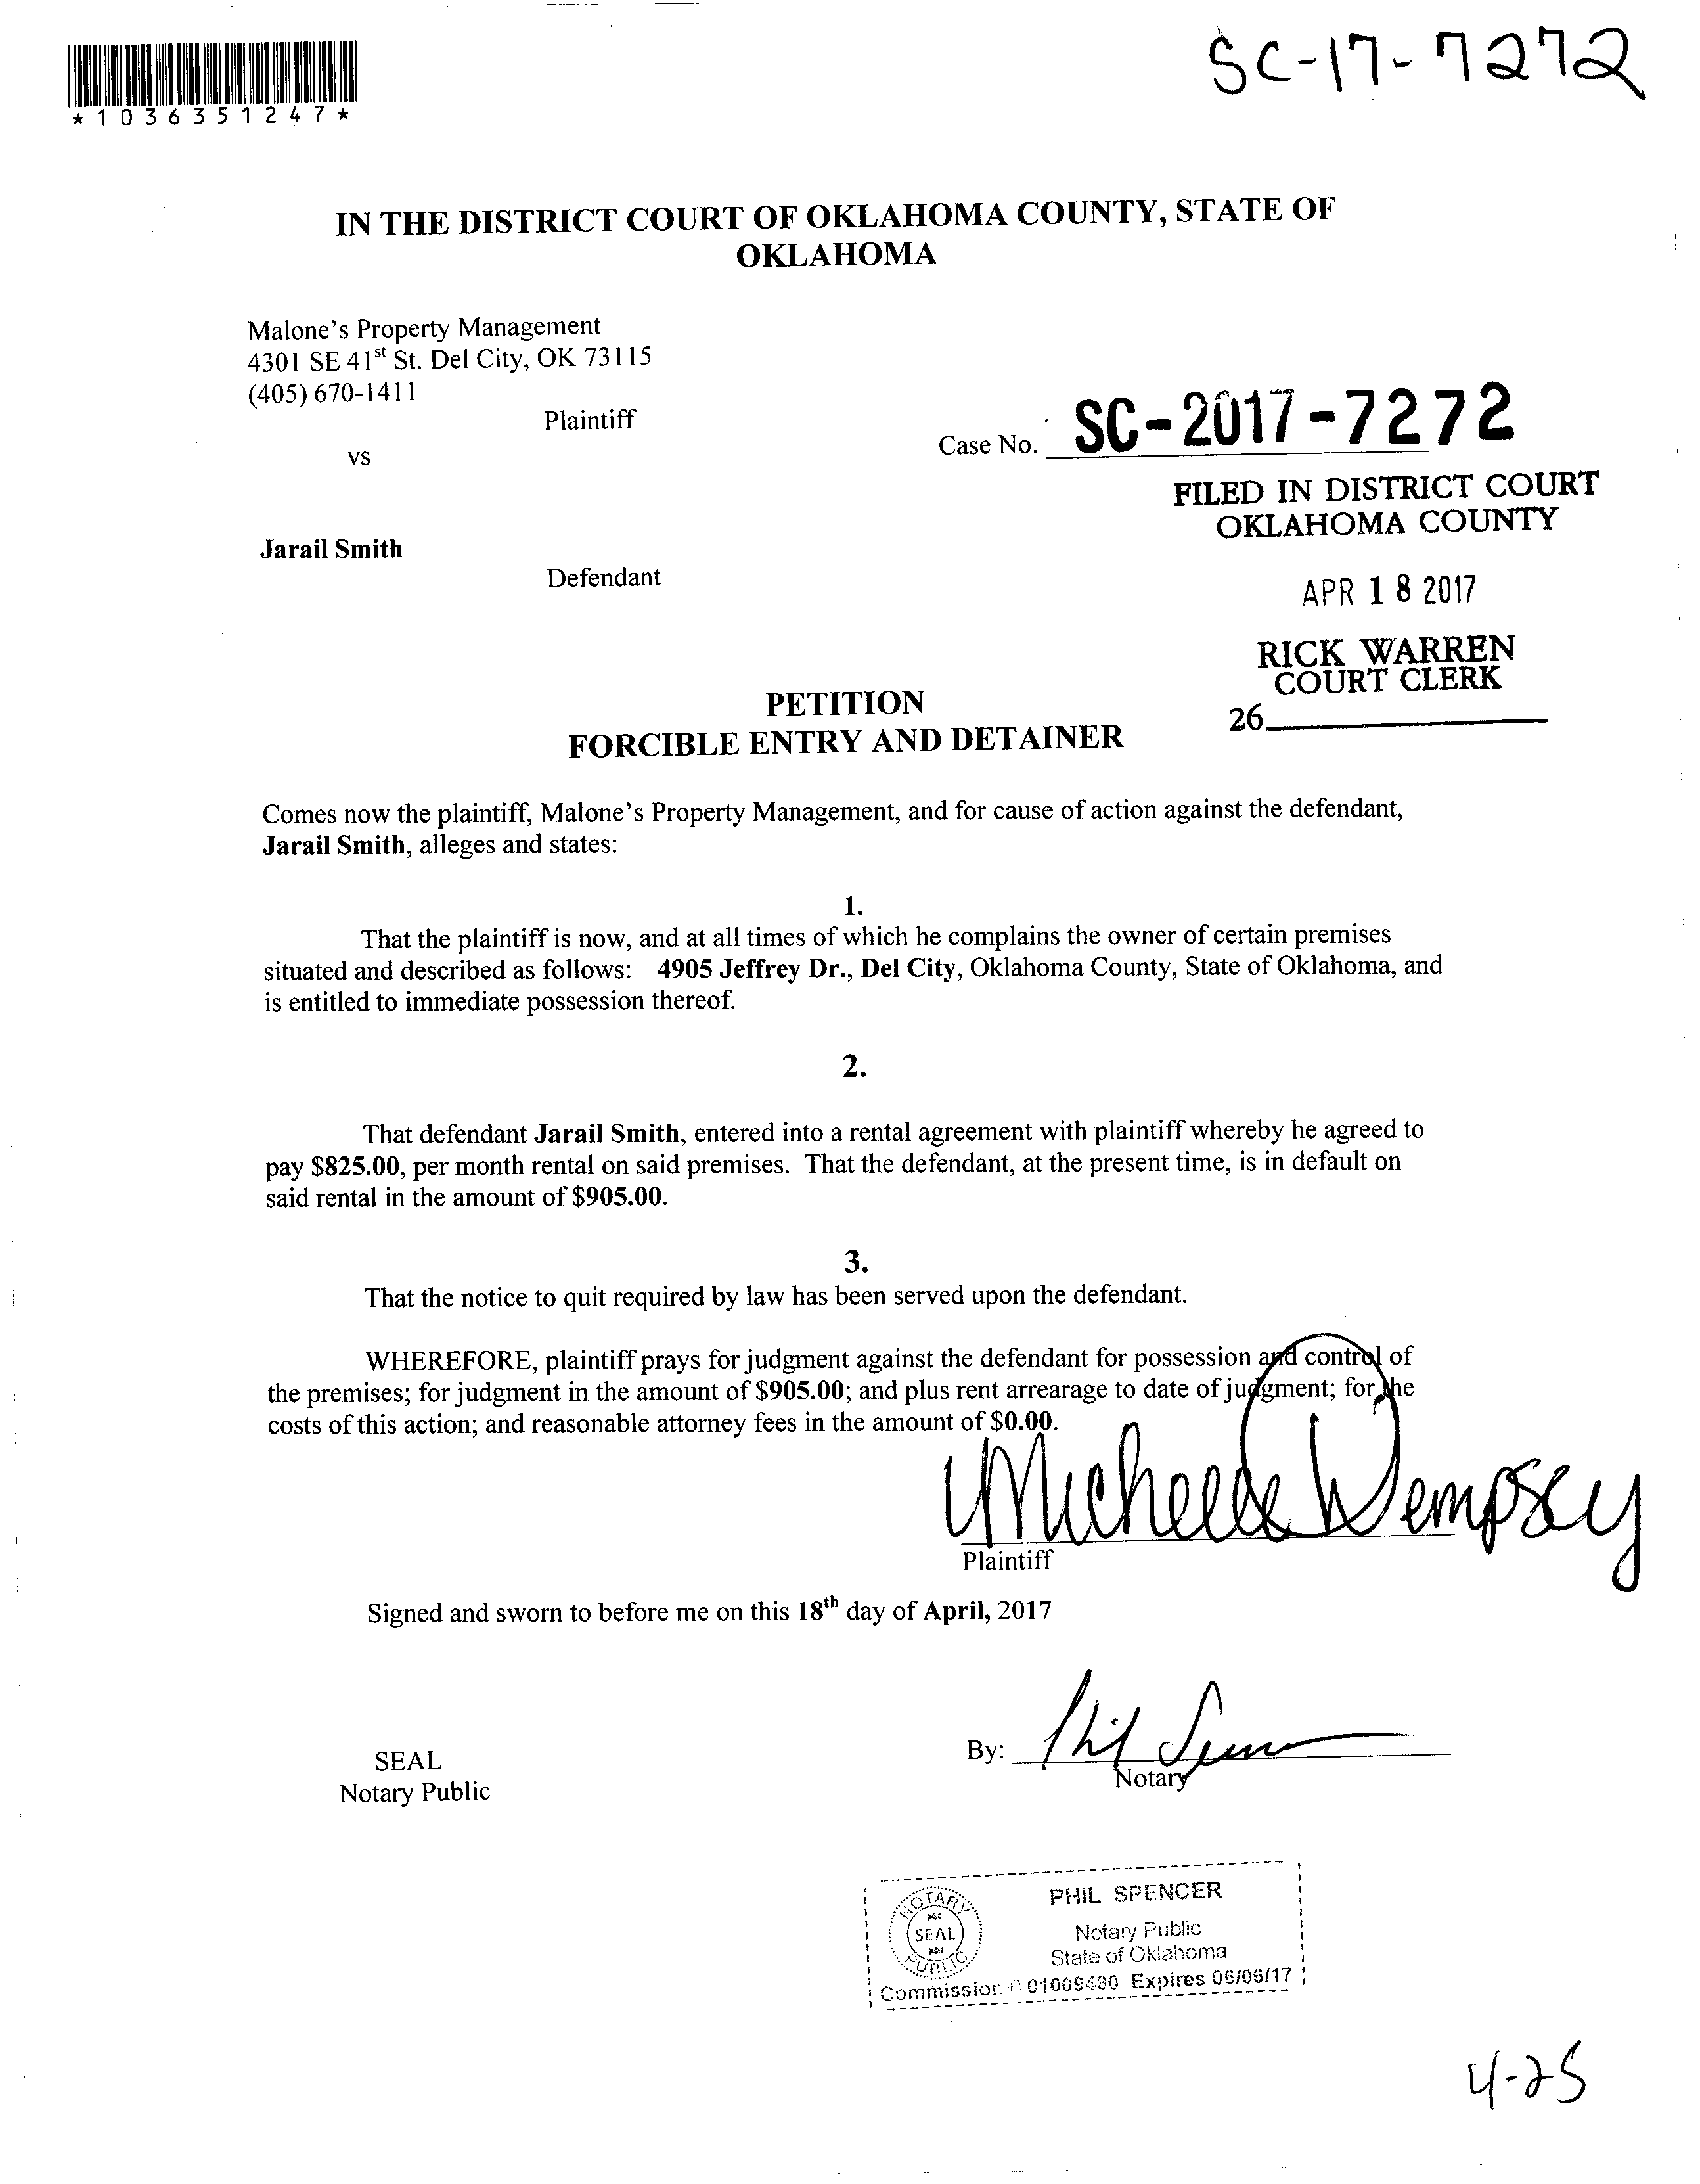 SC-17-7272
*1036351247*
IN THE DISTRICT COURT OF OKLAHOMA COUNTY, STATE OF
OKLAHOMA
Malone's Property Management
4301 SE 41st St. Del City, OK 73115
(405) 670-1411
Plaintiff
Case No. SC-2017-7272
vs
FILED IN DISTRICT COURT
OKLAHOMA COUNTY
Jarail Smith
Defendant
APR 18 2017
RICK WARREN
COURT CLERK
26
PETITION
FORCIBLE ENTRY AND DETAINER
Comes now the plaintiff, Malone's Property Management, and for cause of action against the defendant,
Jarail Smith, alleges and states:
1.
That the plaintiff is now, and at all times of which he complains the owner of certain premises
situated and described as follows: 4905 Jeffrey Dr., Del City, Oklahoma County, State of Oklahoma, and
is entitled to immediate possession thereof.
2.
That defendant Jarail Smith, entered into a rental agreement with plaintiff whereby he agreed to
pay $825.00, per month rental on said premises. That the defendant, at the present time, is in default on
said rental in the amount of $905.00.
3.
That the notice to quit required by law has been served upon the defendant.
WHEREFORE, plaintiff prays for judgment against the defendant for possession and control of
the premises; for judgment in the amount of $905.00; and plus rent arrearage to date of judgment; for the
costs of this action; and reasonable attorney fees in the amount of $0.00.
Michelle Dempsey
Plaintiff
Signed and sworn to before me on this 18th day of April, 2017
By: Phil Spencer
Notary
SEAL
Notary Public
NOTARY
SEAL
PUBLIC
PHIL SPENCER
Notary Public
State of Oklahoma
Commission # 01009480 Expires 06/06/17
4-25